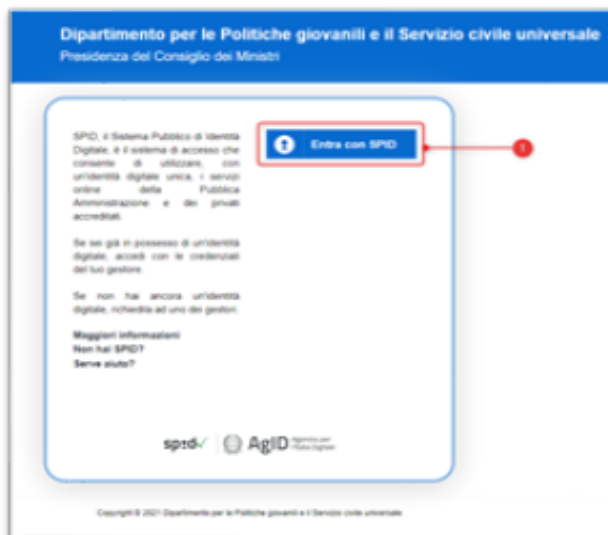 Dipartimento per le Politiche giovanili e il Servizio civile universale
Presidenza del Consiglio dei Ministri
SPID, il Sistema Pubblico di Identità
Digitale, è il sistema di accesso che
consente di utilizzare, con
un'identità digitale unica, i servizi
online della Pubblica
Amministrazione e dei privati
accreditati.
Entra con SPID
1
Se sei già in possesso di un'identità
digitale, accedi con le credenziali
del tuo gestore.
Se non hai ancora un'identità
digitale, richiedila ad uno dei gestori.
Maggiori informazioni
Non hai SPID?
Serve aiuto?
spid
AgID Agenzia per
l'Italia Digitale
Copyright © 2021 Dipartimento per le Politiche giovanili e il Servizio civile universale